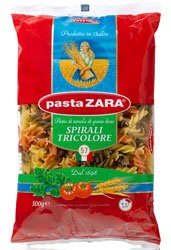 Prodotto in Italia
pasta ZARA®
Pasta di semola di grano duro
SPIRALI
TRICOLORE
57
Dal 1898
500g e